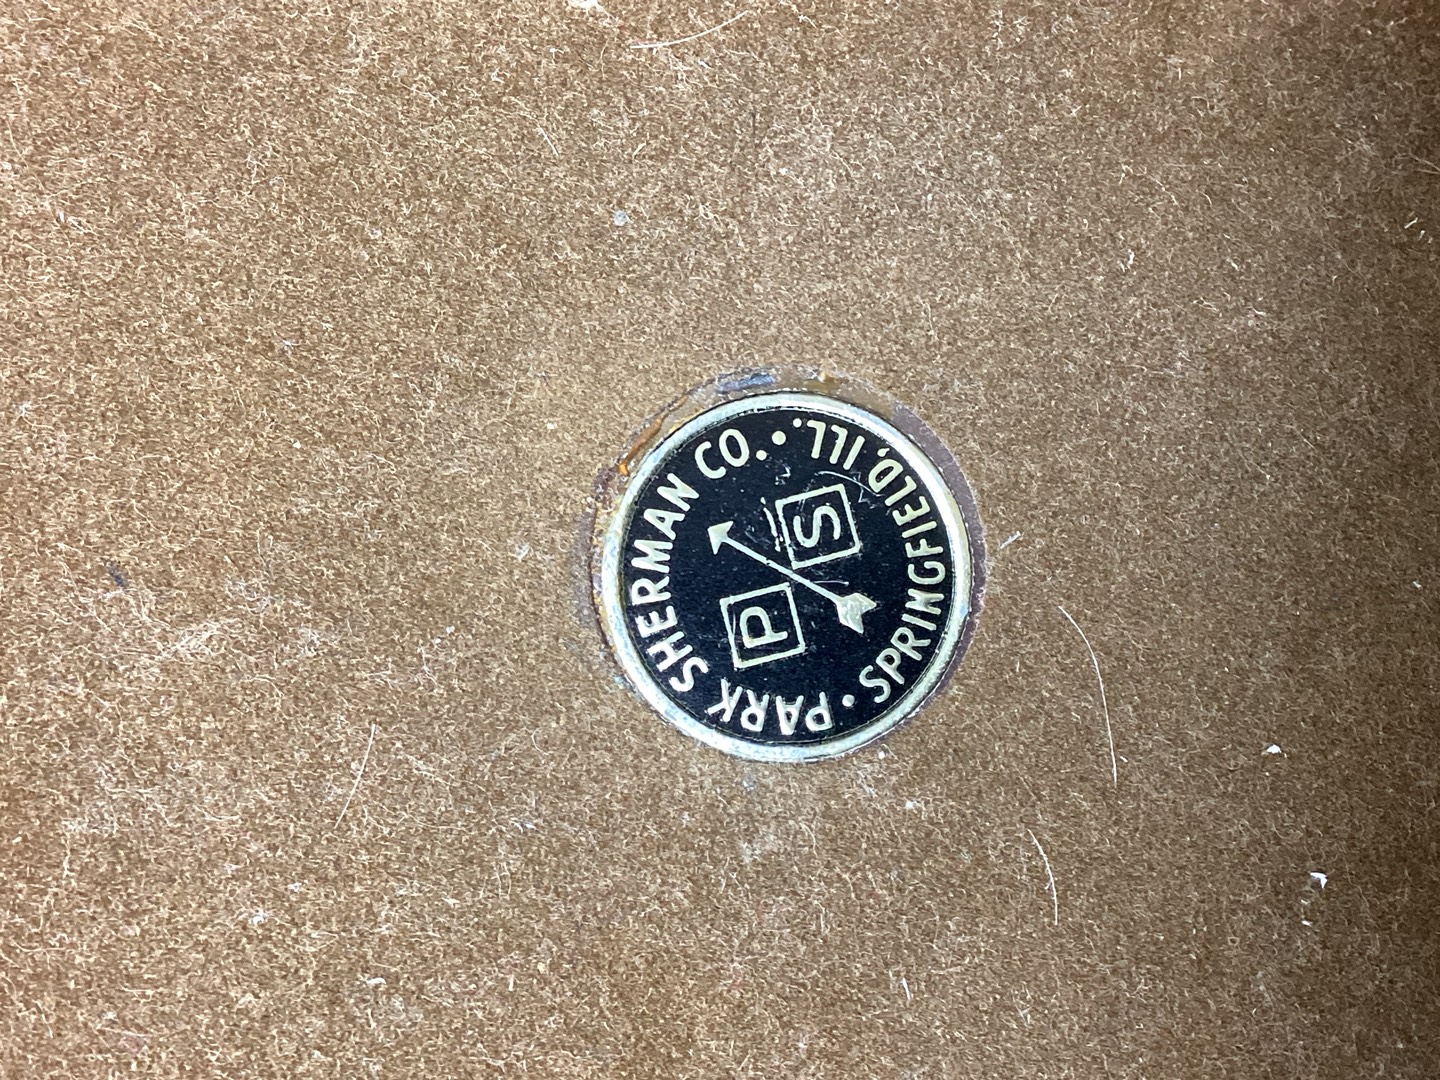 PARK SHERMAN CO.
P S
SPRINGFIELD, ILL.